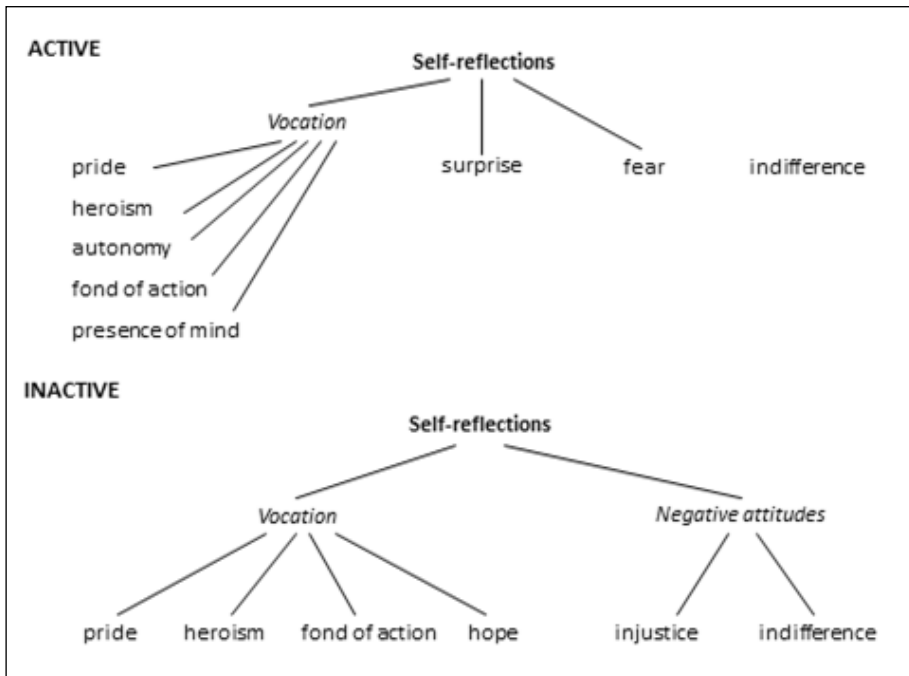 ACTIVE
Self-reflections
Vocation
pride
surprise
fear
indifference
heroism
autonomy
fond of action
presence of mind
INACTIVE
Self-reflections
Vocation
Negative attitudes
pride
heroism
fond of action
hope
injustice
indifference